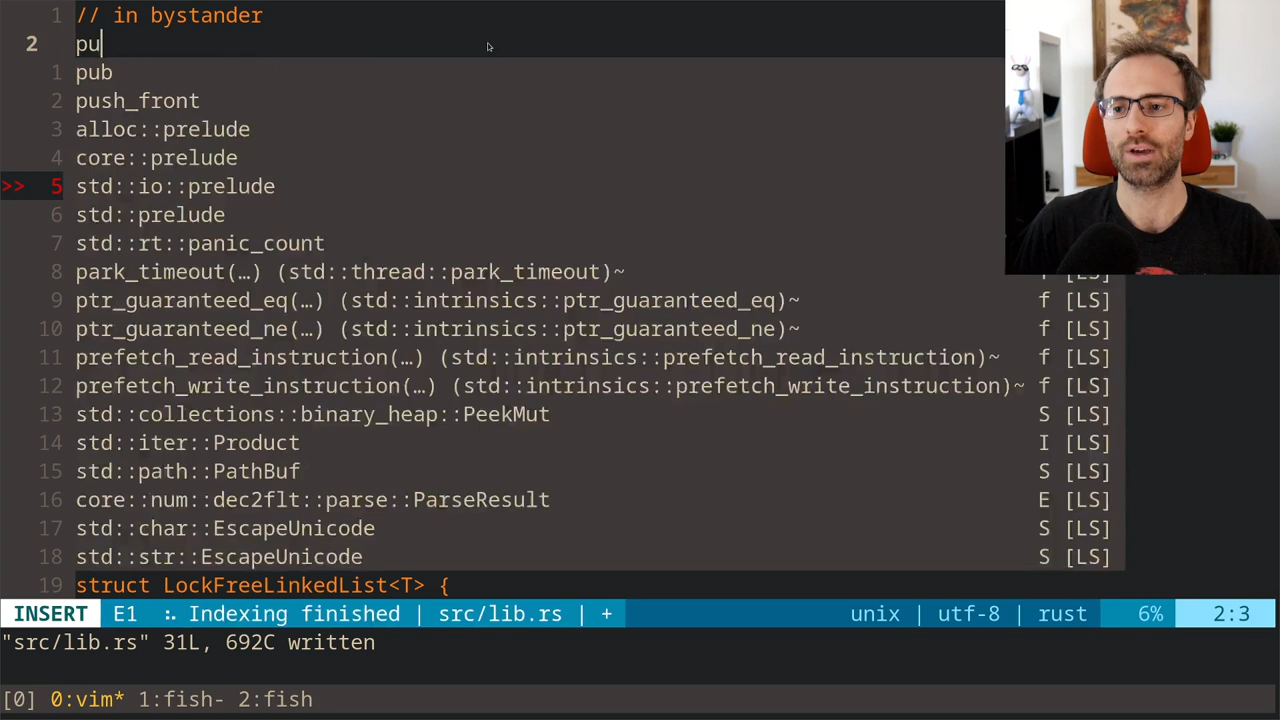 1 // in bystander
2 pu
1 pub
2 push_front
3 alloc::prelude
4 core::prelude
>> 5 std::io::prelude
6 std::prelude
7 std::rt::panic_count
8 park_timeout(…) (std::thread::park_timeout)~ f [LS]
9 ptr_guaranteed_eq(…) (std::intrinsics::ptr_guaranteed_eq)~ f [LS]
10 ptr_guaranteed_ne(…) (std::intrinsics::ptr_guaranteed_ne)~ f [LS]
11 prefetch_read_instruction(…) (std::intrinsics::prefetch_read_instruction)~ f [LS]
12 prefetch_write_instruction(…) (std::intrinsics::prefetch_write_instruction)~ f [LS]
13 std::collections::binary_heap::PeekMut S [LS]
14 std::iter::Product I [LS]
15 std::path::PathBuf S [LS]
16 core::num::dec2flt::parse::ParseResult E [LS]
17 std::char::EscapeUnicode S [LS]
18 std::str::EscapeUnicode S [LS]
19 struct LockFreeLinkedList<T> {
INSERT E1 Indexing finished | src/lib.rs | + unix | utf-8 | rust 6% 2:3
"src/lib.rs" 31L, 692C written
[0] 0:vim* 1:fish- 2:fish